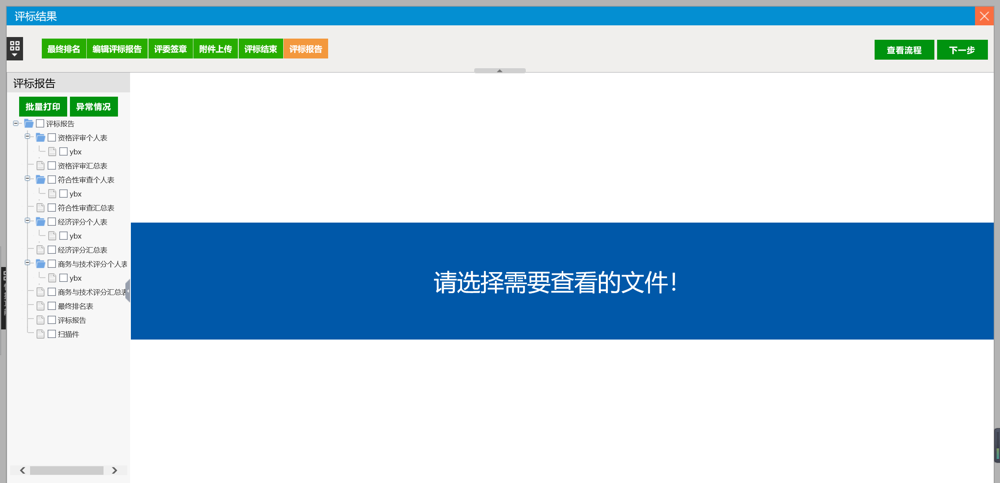 评标结果
最终排名 编辑评标报告 评委签章 附件上传 评标结束 评标报告 查看流程 下一步
评标报告
批量打印 异常情况
评标报告
资格评审个人表
ybx
资格评审汇总表
符合性审查个人表
ybx
符合性审查汇总表
经济评分个人表
ybx
经济评分汇总表
商务与技术评分个人表
ybx
商务与技术评分汇总表
最终排名表
评标报告
扫描件
请选择需要查看的文件！